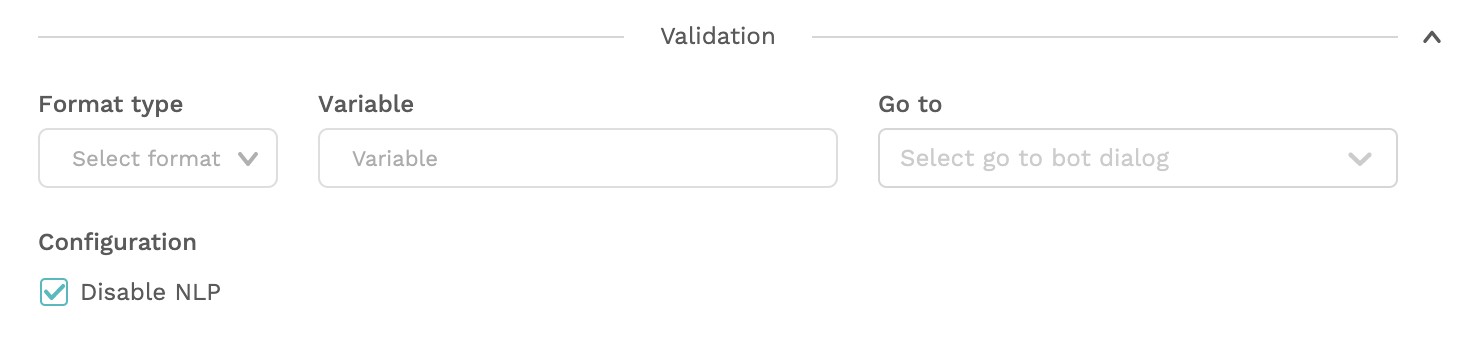 Validation
Format type Variable Go to
Select format Variable Select go to bot dialog
Configuration
Disable NLP